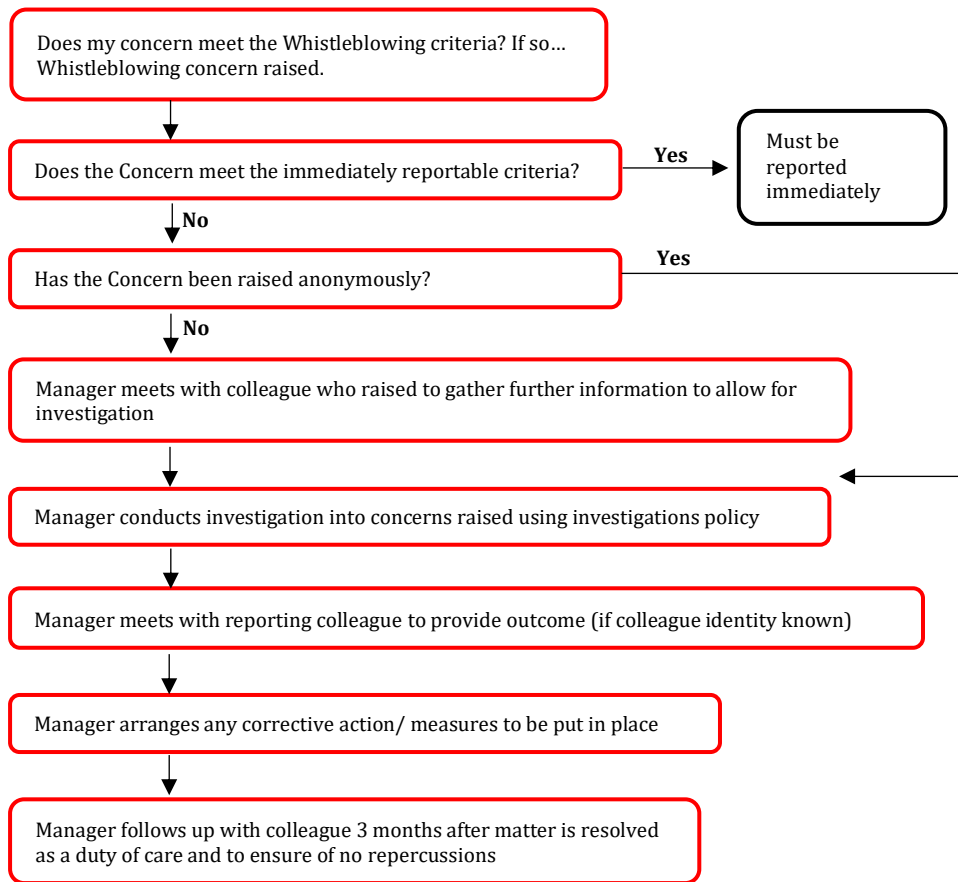 Does my concern meet the Whistleblowing criteria? If so…
Whistleblowing concern raised.
Does the Concern meet the immediately reportable criteria?
Yes
Must be
reported
immediately
No
Has the Concern been raised anonymously?
Yes
No
Manager meets with colleague who raised to gather further information to allow for
investigation
Manager conducts investigation into concerns raised using investigations policy
Manager meets with reporting colleague to provide outcome (if colleague identity known)
Manager arranges any corrective action/ measures to be put in place
Manager follows up with colleague 3 months after matter is resolved
as a duty of care and to ensure of no repercussions